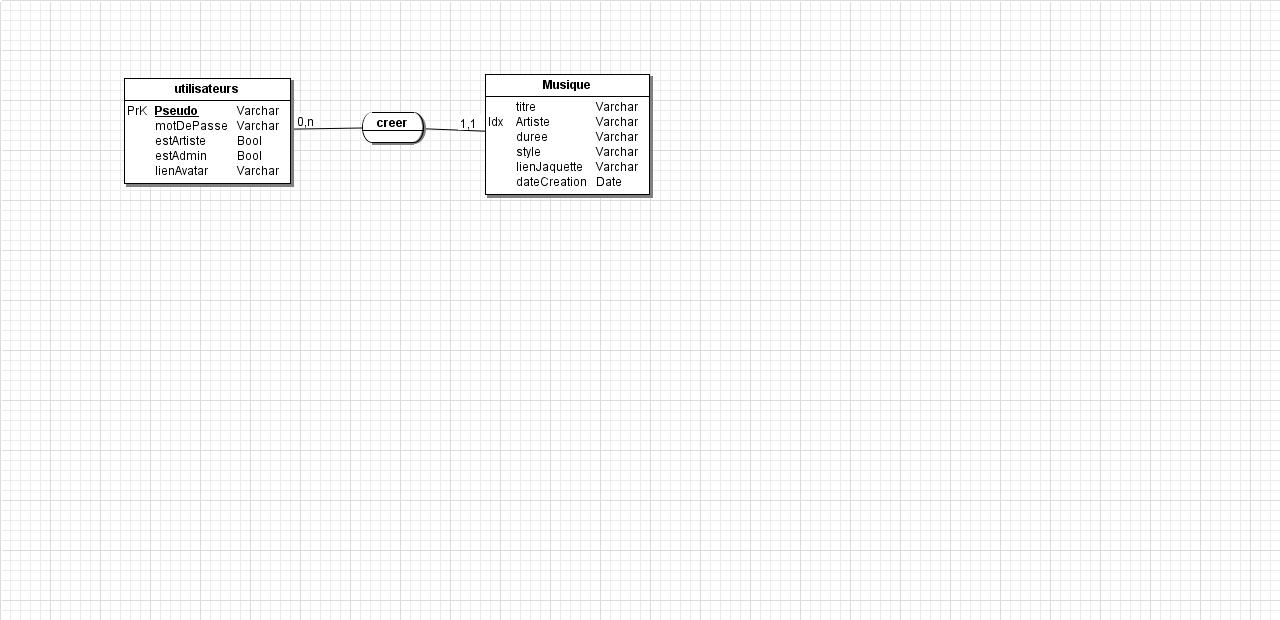 utilisateurs
PrK Pseudo Varchar
motDePasse Varchar
estArtiste Bool
estAdmin Bool
lienAvatar Varchar
0,n
creer
1,1
Musique
titre Varchar
Idx Artiste Varchar
duree Varchar
style Varchar
lienJaquette Varchar
dateCreation Date